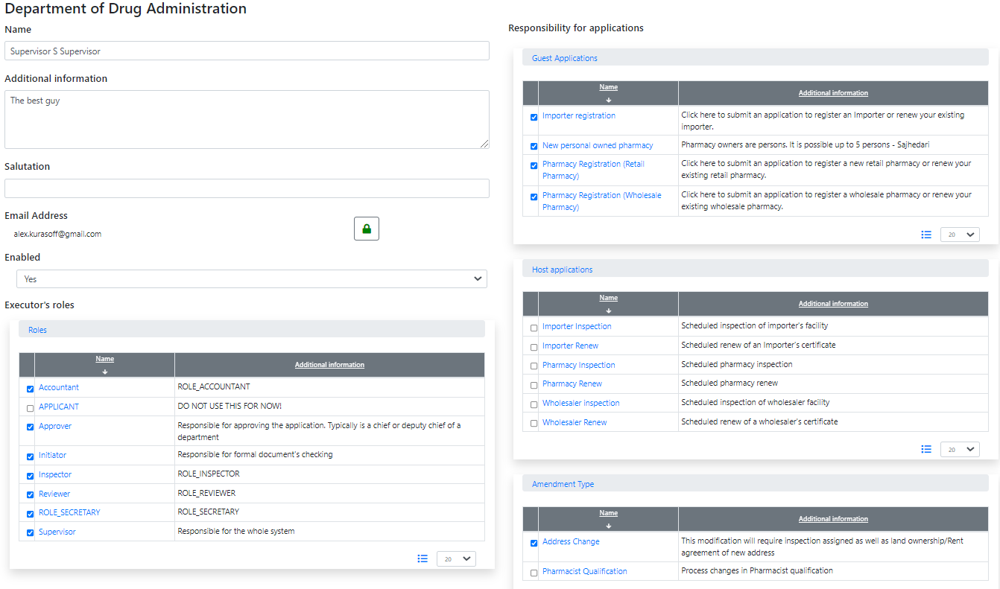 Department of Drug Administration
Name
Supervisor S Supervisor
Additional information
The best guy
Salutation
Email Address
alex.kurasoff@gmail.com
Enabled
Yes
Executor's roles
Roles
Name
Additional information
Accountant ROLE_ACCOUNTANT
APPLICANT DO NOT USE THIS FOR NOW!
Approver Responsible for approving the application. Typically is a chief or deputy chief of a
department
Initiator Responsible for formal document's checking
Inspector ROLE_INSPECTOR
Reviewer ROLE_REVIEWER
ROLE_SECRETARY ROLE_SECRETARY
Supervisor Responsible for the whole system
20
Responsibility for applications
Guest Applications
Name
Additional information
Importer registration Click here to submit an application to register an Importer or renew your existing
importer.
New personal owned pharmacy Pharmacy owners are persons. It is possible up to 5 persons - Sajhedari
Pharmacy Registration (Retail Click here to submit an application to register a new retail pharmacy or renew your
Pharmacy) existing retail pharmacy.
Pharmacy Registration (Wholesale Click here to submit an application to register a wholesale pharmacy or renew your
Pharmacy) existing wholesale pharmacy.
20
Host applications
Name
Additional information
Importer Inspection Scheduled inspection of importer's facility
Importer Renew Scheduled renew of an Importer's certificate
Pharmacy Inspection Scheduled pharmacy inspection
Pharmacy Renew Scheduled pharmacy renew
Wholesaler inspection Scheduled inspection of wholesaler facility
Wholesaler Renew Scheduled renew of a wholesaler's certificate
20
Amendment Type
Name
Additional information
Address Change This modification will require inspection assigned as well as land ownership/Rent
agreement of new address
Pharmacist Qualification Process changes in Pharmacist qualification